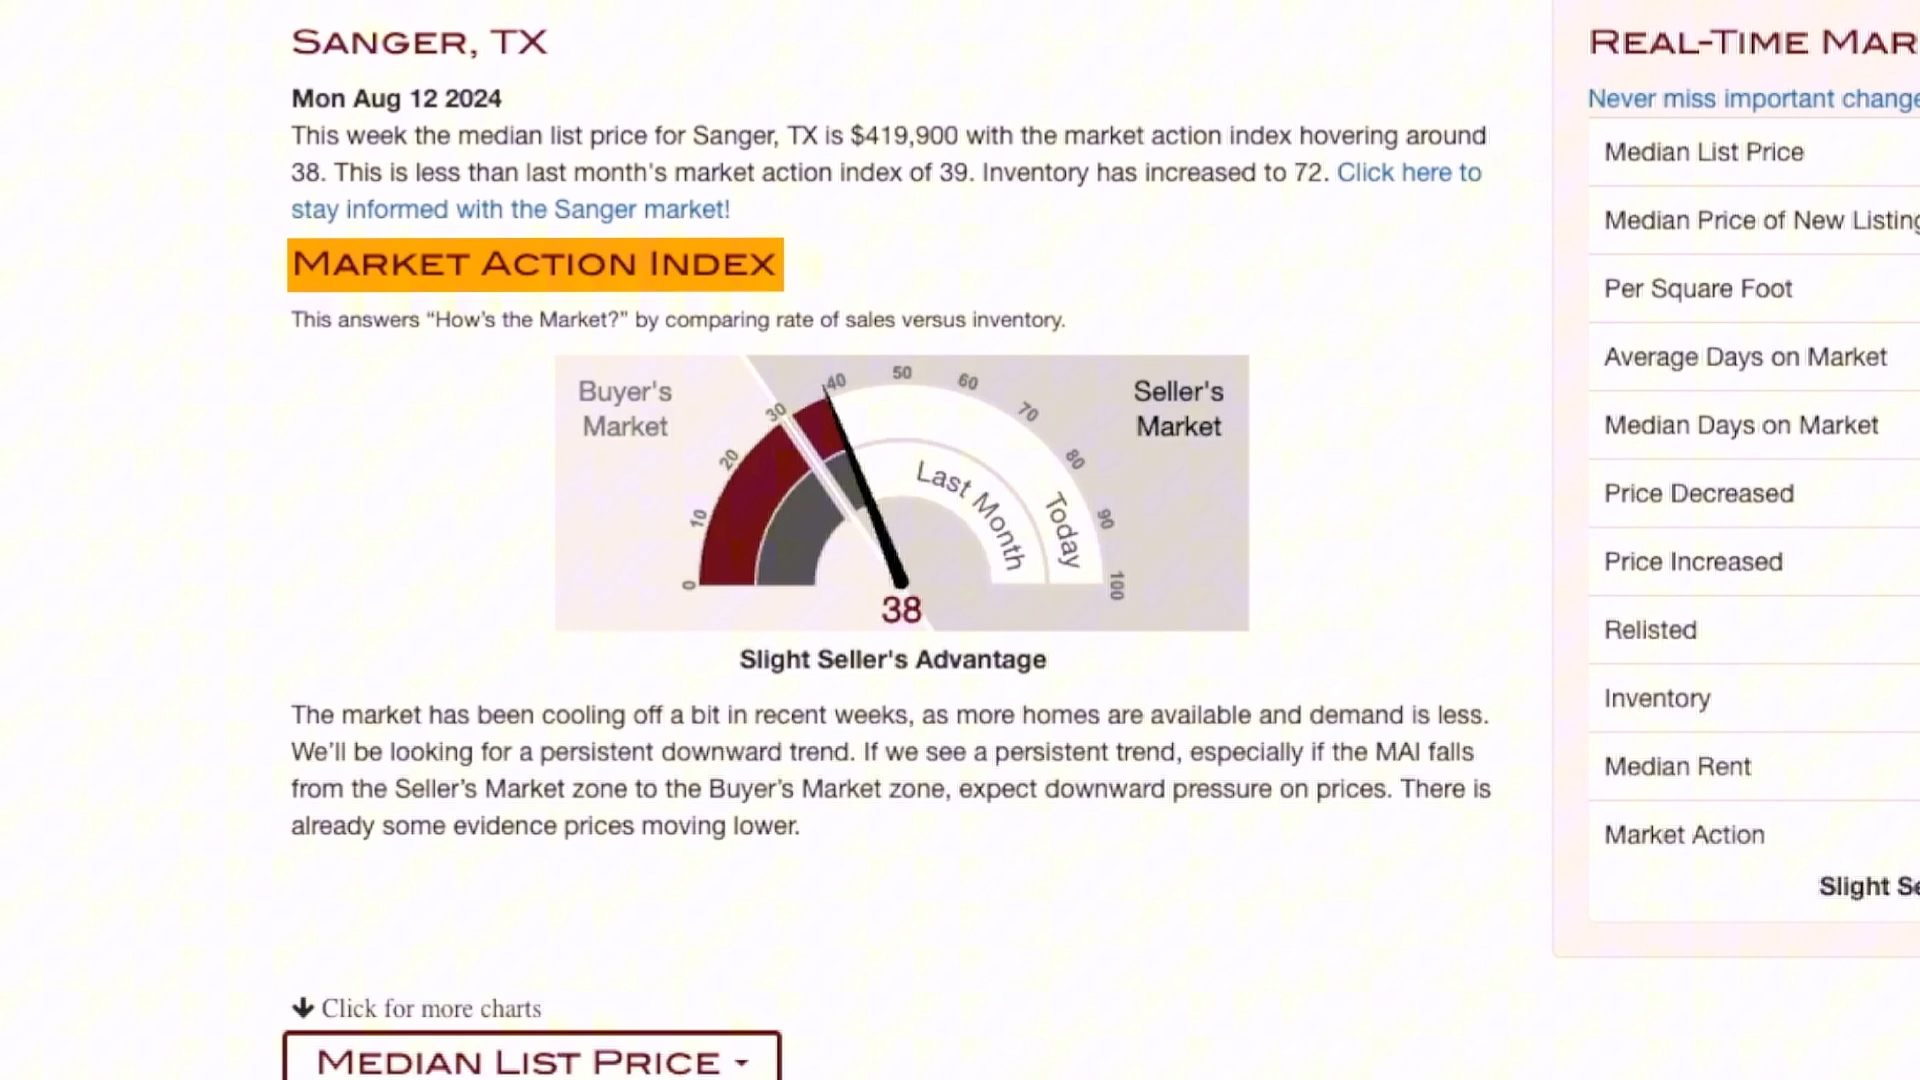 SANGER, TX
Mon Aug 12 2024
This week the median list price for Sanger, TX is $419,900 with the market action index hovering around
38. This is less than last month's market action index of 39. Inventory has increased to 72. Click here to
stay informed with the Sanger market!
MARKET ACTION INDEX
This answers “How’s the Market?” by comparing rate of sales versus inventory.
Buyer's
Market
Seller's
Market
0
10
20
30
40
50
60
70
80
90
100
Last Month
Today
38
Slight Seller's Advantage
The market has been cooling off a bit in recent weeks, as more homes are available and demand is less.
We’ll be looking for a persistent downward trend. If we see a persistent trend, especially if the MAI falls
from the Seller’s Market zone to the Buyer’s Market zone, expect downward pressure on prices. There is
already some evidence prices moving lower.
Click for more charts
MEDIAN LIST PRICE
REAL-TIME MAR
Never miss important change
Median List Price
Median Price of New Listing
Per Square Foot
Average Days on Market
Median Days on Market
Price Decreased
Price Increased
Relisted
Inventory
Median Rent
Market Action
Slight Se